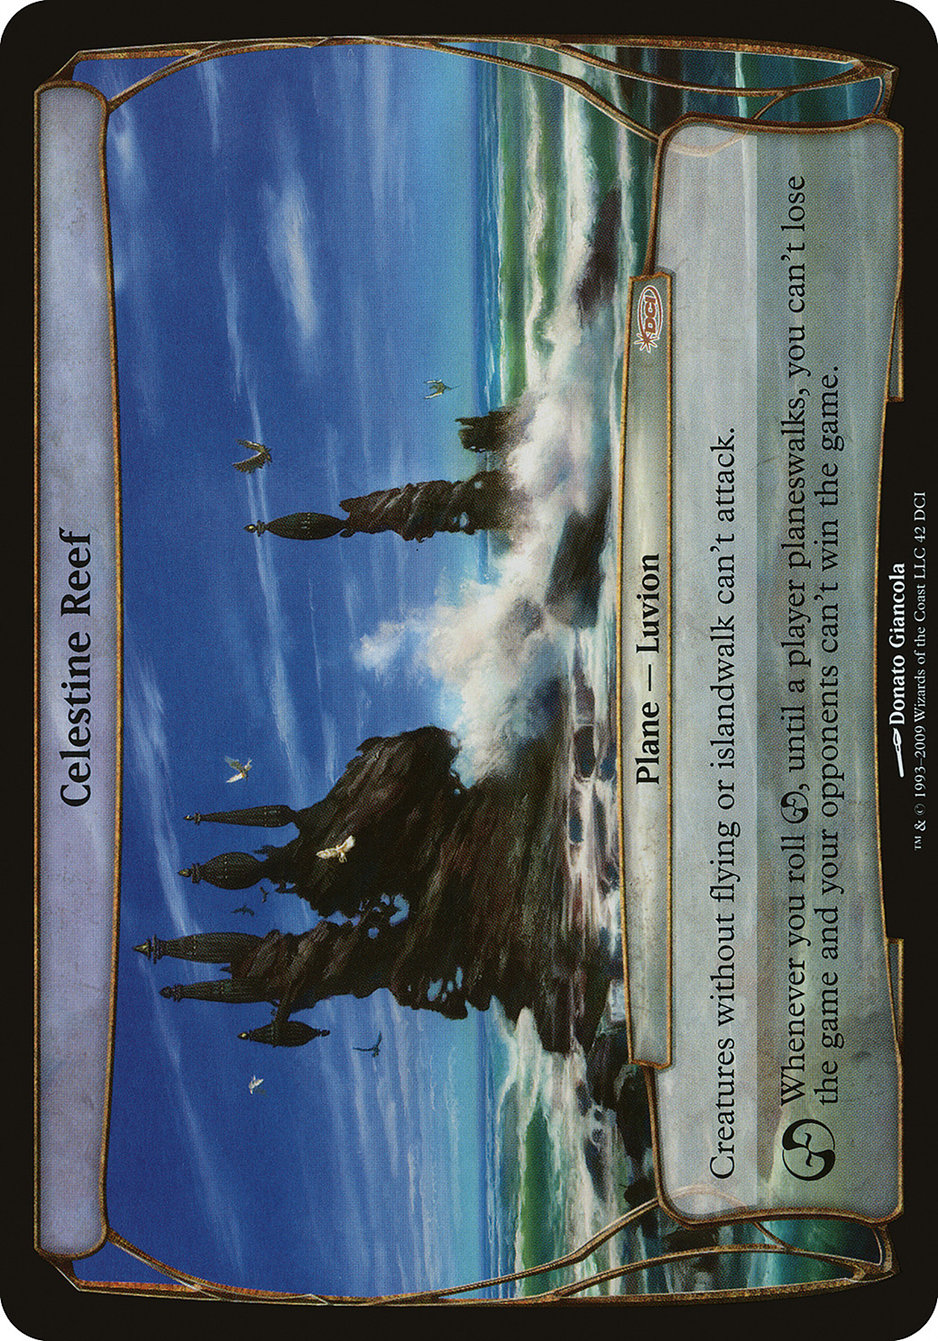 Celestine Reef
Plane — Luvion
DCI
Creatures without flying or islandwalk can't attack.
Whenever you roll , until a player planeswalks, you can't lose
the game and your opponents can't win the game.
Donato Giancola
™ & © 1993–2009 Wizards of the Coast LLC 42 DCI